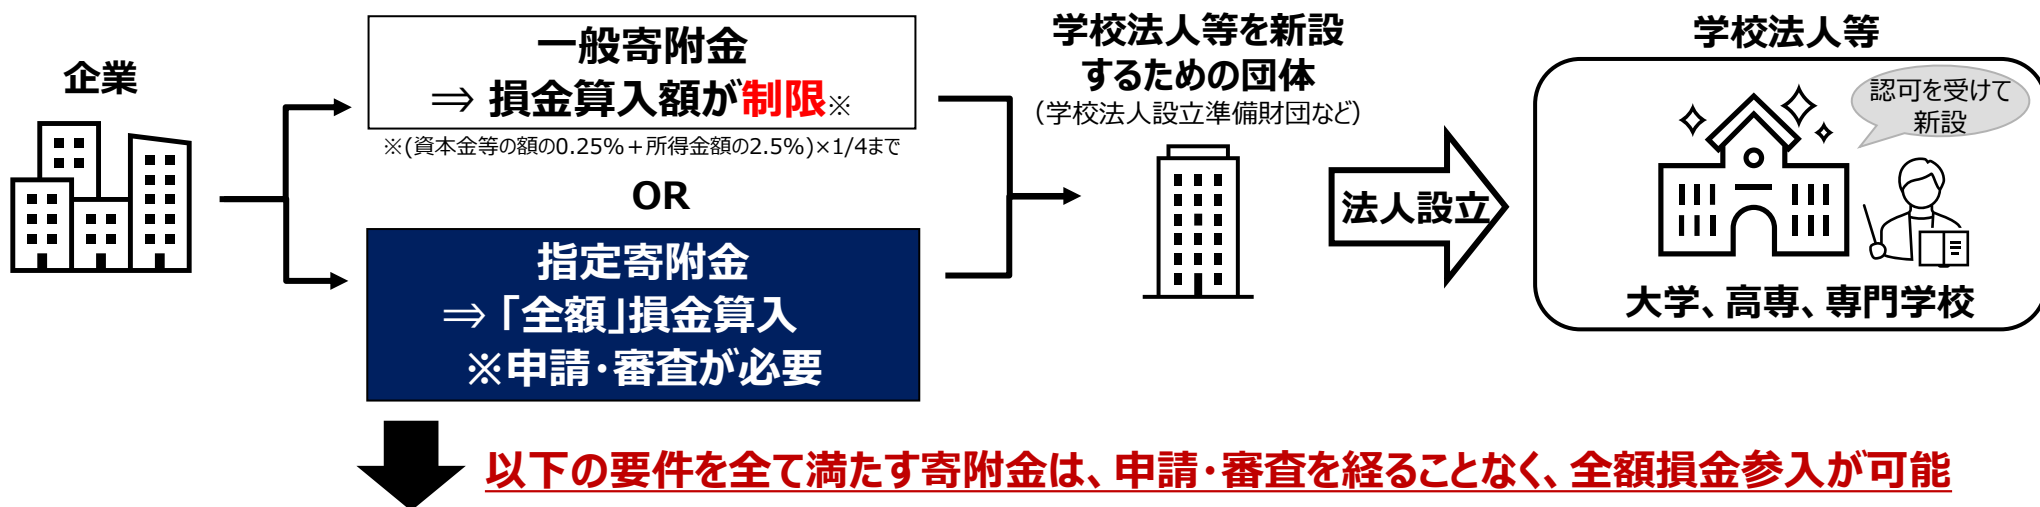 企業
一般寄附金
⇒ 損金算入額が制限※
※(資本金等の額の0.25%＋所得金額の2.5%)×1/4まで
OR
指定寄附金
⇒「全額」損金算入
※申請・審査が必要
学校法人等を新設
するための団体
（学校法人設立準備財団など）
法人設立
学校法人等
認可を受けて
新設
大学、高専、専門学校
以下の要件を全て満たす寄附金は、申請・審査を経ることなく、全額損金参入が可能